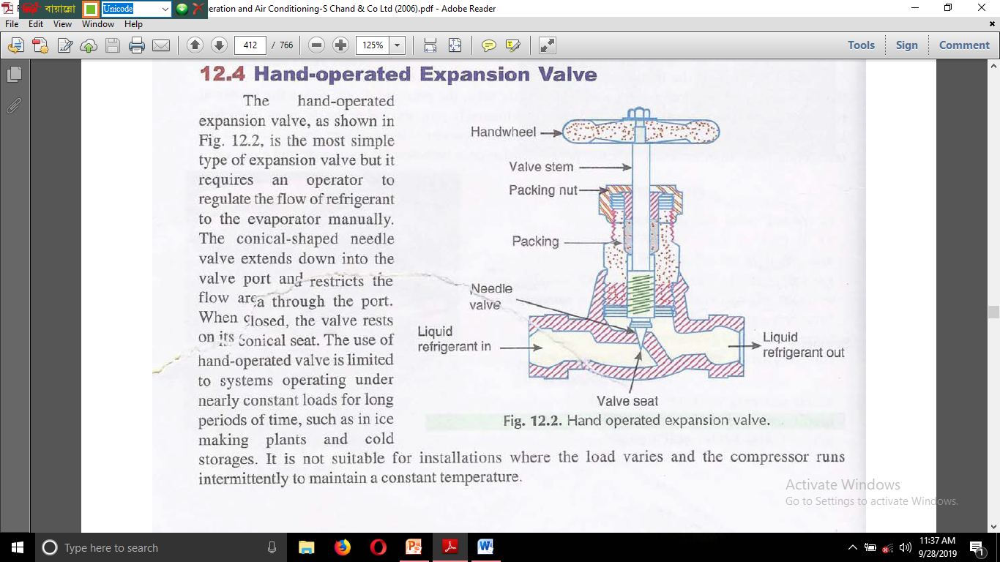 বায়ান্নো
Unicode
eration and Air Conditioning-S Chand & Co Ltd (2006).pdf - Adobe Reader
File Edit View Window Help
412 / 766 125% Tools Sign Comment
12.4 Hand-operated Expansion Valve
The hand-operated
expansion valve, as shown in
Fig. 12.2, is the most simple
type of expansion valve but it
requires an operator to
regulate the flow of refrigerant
to the evaporator manually.
The conical-shaped needle
valve extends down into the
valve port and restricts the
flow area through the port.
When closed, the valve rests
on its conical seat. The use of
hand-operated valve is limited
to systems operating under
nearly constant loads for long
periods of time, such as in ice
making plants and cold
storages. It is not suitable for installations where the load varies and the compressor runs
intermittently to maintain a constant temperature.
Handwheel
Valve stem
Packing nut
Packing
Needle
valve
Liquid
refrigerant in
Liquid
refrigerant out
Valve seat
Fig. 12.2. Hand operated expansion valve.
Activate Windows
Go to Settings to activate Windows.
Type here to search
11:37 AM
9/28/2019
1